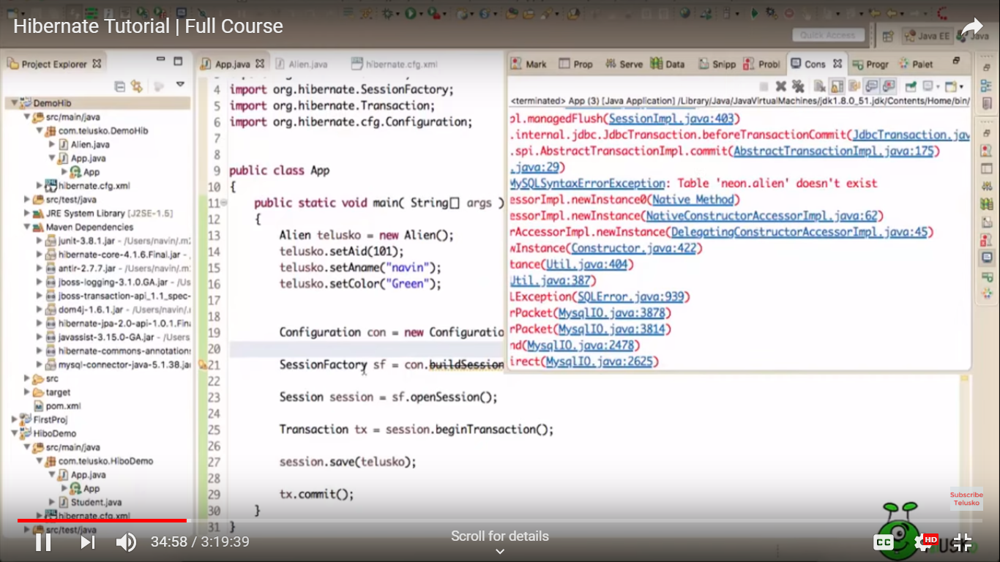 Hibernate Tutorial | Full Course
Quick Access
Java EE
Java
Project Explorer
App.java
Alien.java
hibernate.cfg.xml
Mark
Prop
Serve
Data
Snipp
Probl
Cons
Progr
Palet
DemoHib
src/main/java
com.telusko.DemoHib
Alien.java
App.java
App
hibernate.cfg.xml
src/test/java
JRE System Library [J2SE-1.5]
Maven Dependencies
junit-3.8.1.jar - /Users/navin/.m2
hibernate-core-4.1.6.Final.jar - /
antlr-2.7.7.jar - /Users/navin/.m2
jboss-logging-3.1.0.GA.jar - /Us
jboss-transaction-api_1.1_spec-
dom4j-1.6.1.jar - /Users/navin/.
hibernate-jpa-2.0-api-1.0.1.Fina
javassist-3.15.0-GA.jar - /Users
hibernate-commons-annotation
mysql-connector-java-5.1.38.jar
src
target
pom.xml
FirstProj
HiboDemo
src/main/java
com.telusko.HiboDemo
App.java
App
Student.java
hibernate.cfg.xml
src/test/java
4 import org.hibernate.SessionFactory;
5 import org.hibernate.Transaction;
6 import org.hibernate.cfg.Configuration;
7
8
9 public class App
10 {
11 public static void main( String[] args )
12 {
13 Alien telusko = new Alien();
14 telusko.setAid(101);
15 telusko.setAname("navin");
16 telusko.setColor("Green");
17
18
19 Configuration con = new Configuratio
20
21 SessionFactory sf = con.buildSession
22
23 Session session = sf.openSession();
24
25 Transaction tx = session.beginTransaction();
26
27 session.save(telusko);
28
29 tx.commit();
30 }
31 }
<terminated> App (3) [Java Application] /Library/Java/JavaVirtualMachines/jdk1.8.0_51.jdk/Contents/Home/bin/
ol.managedFlush(SessionImpl.java:403)
.internal.jdbc.JdbcTransaction.beforeTransactionCommit(JdbcTransaction.jav
.spi.AbstractTransactionImpl.commit(AbstractTransactionImpl.java:175)
.java:29)
MySQLSyntaxErrorException: Table 'neon.alien' doesn't exist
essorImpl.newInstance0(Native Method)
essorImpl.newInstance(NativeConstructorAccessorImpl.java:62)
rAccessorImpl.newInstance(DelegatingConstructorAccessorImpl.java:45)
wInstance(Constructor.java:422)
tance(Util.java:404)
Util.java:387)
LException(SQLError.java:939)
rPacket(MysqlIO.java:3878)
rPacket(MysqlIO.java:3814)
nd(MysqlIO.java:2478)
irect(MysqlIO.java:2625)
Subscribe
Telusko
34:58 / 3:19:39
Scroll for details
CC
HD